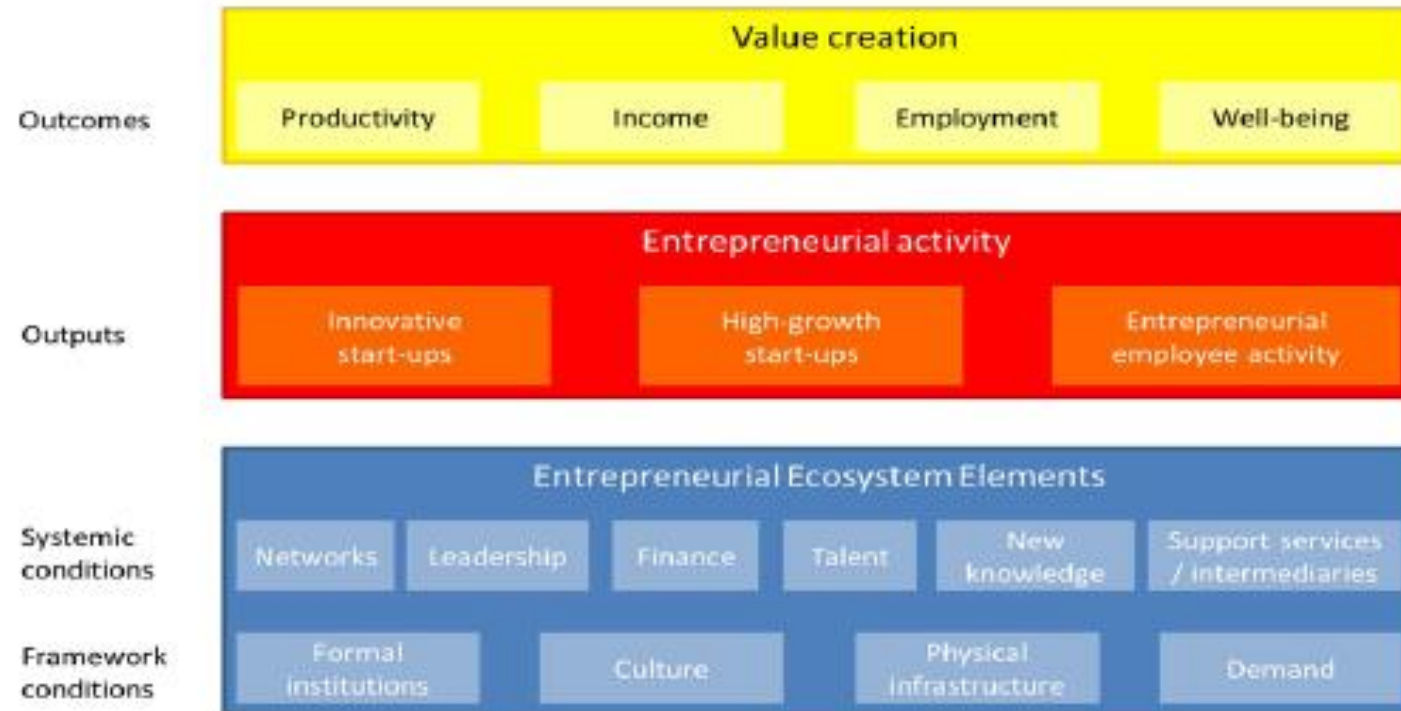 Value creation
Outcomes
Productivity
Income
Employment
Well-being
Entrepreneurial activity
Outputs
Innovative
start-ups
High-growth
start-ups
Entrepreneurial
employee activity
Entrepreneurial Ecosystem Elements
Systemic
conditions
Networks
Leadership
Finance
Talent
New
knowledge
Support services
/ intermediaries
Framework
conditions
Formal
institutions
Culture
Physical
infrastructure
Demand